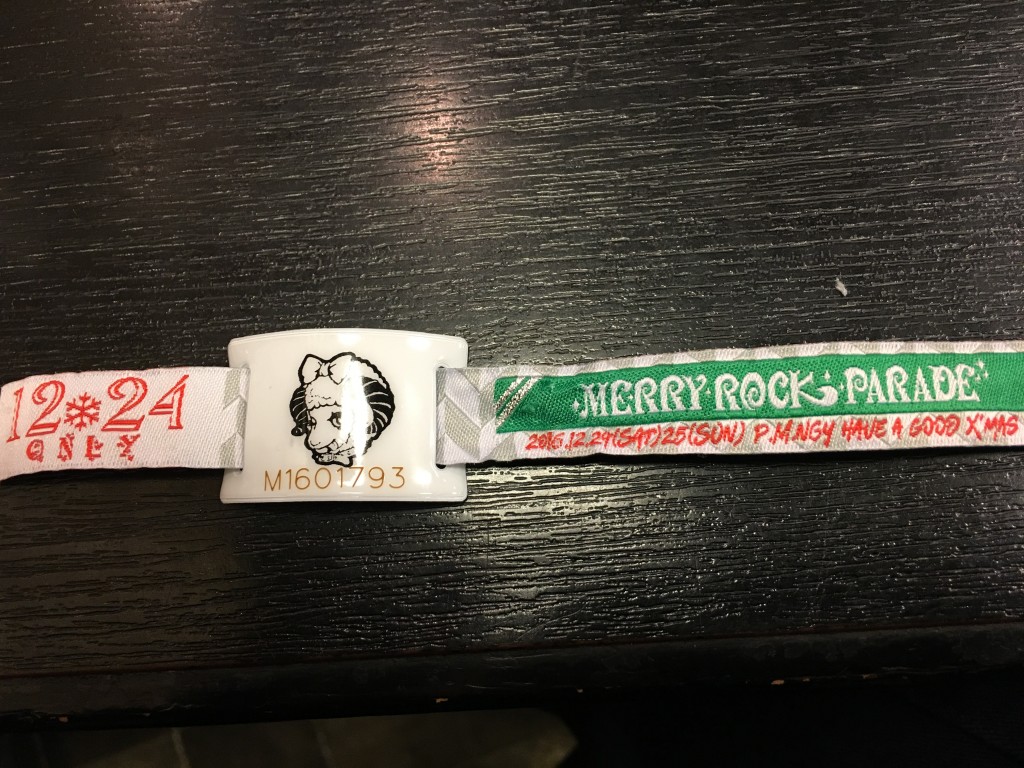 12*24
ONLY
M1601793
MERRY ROCK PARADE
2016.12.24(SAT)25(SUN) P.M.NGY HAVE A GOOD X'MAS